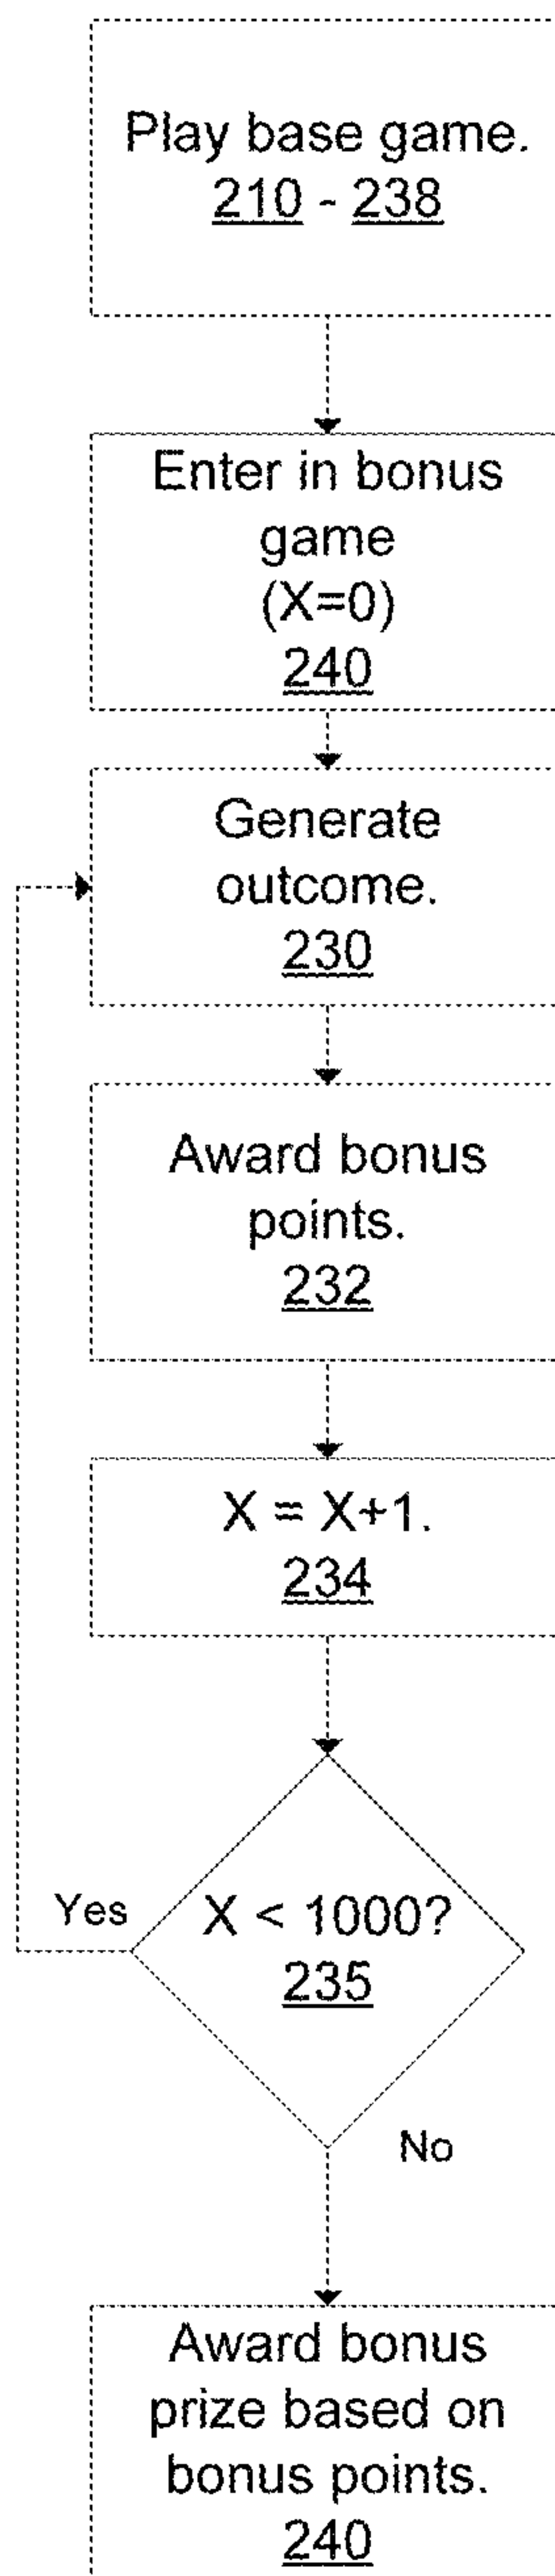 Play base game.
210 - 238
Enter in bonus
game
(X=0)
240
Generate
outcome.
230
Award bonus
points.
232
X = X+1.
234
Yes
X < 1000?
235
No
Award bonus
prize based on
bonus points.
240